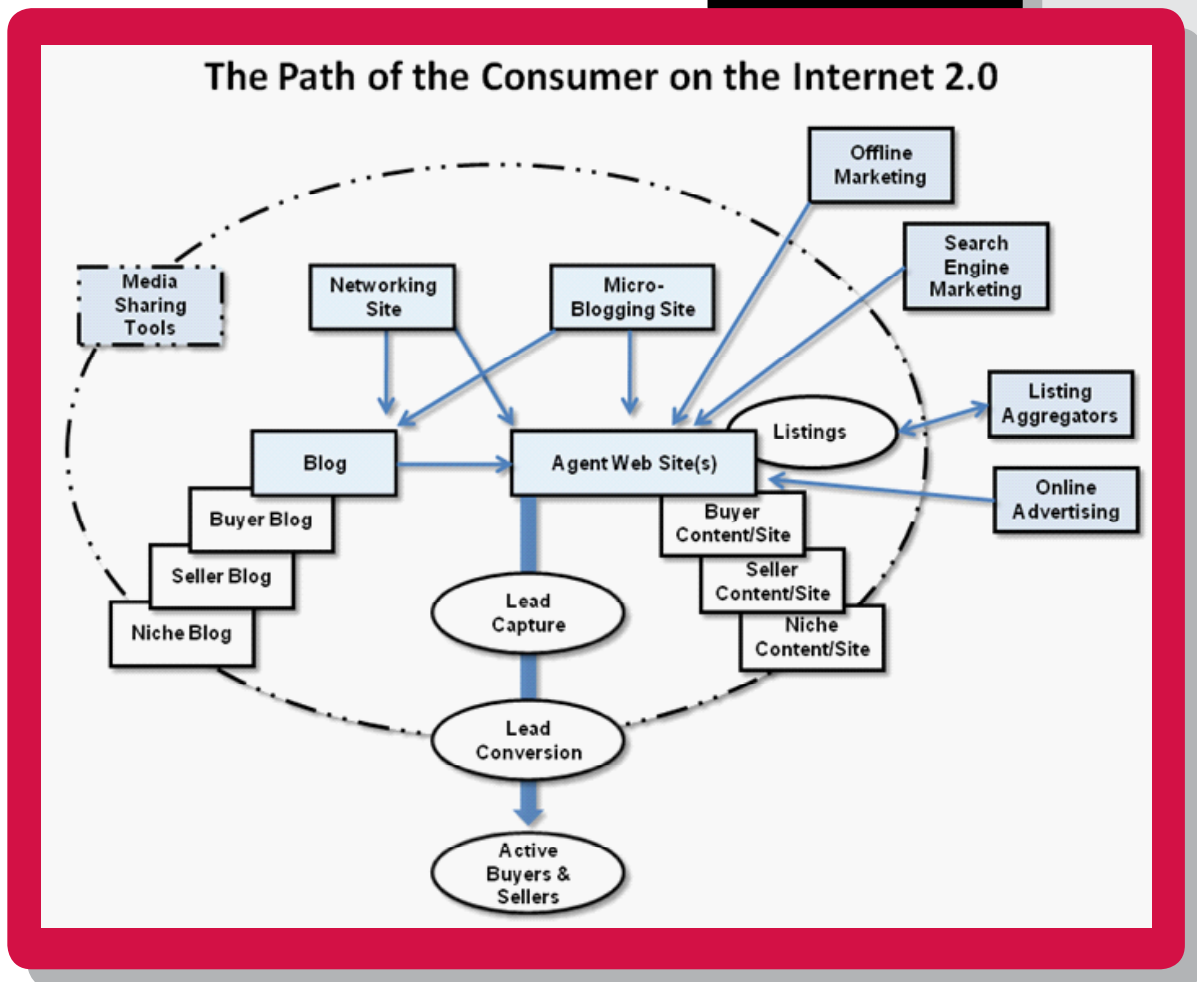 The Path of the Consumer on the Internet 2.0
Offline
Marketing
Search
Engine
Marketing
Media
Sharing
Tools
Networking
Site
Micro-
Blogging Site
Listing
Aggregators
Listings
Blog
Agent Web Site(s)
Online
Advertising
Buyer Blog
Buyer
Content/Site
Seller Blog
Seller
Content/Site
Niche Blog
Niche
Content/Site
Lead
Capture
Lead
Conversion
Active
Buyers &
Sellers